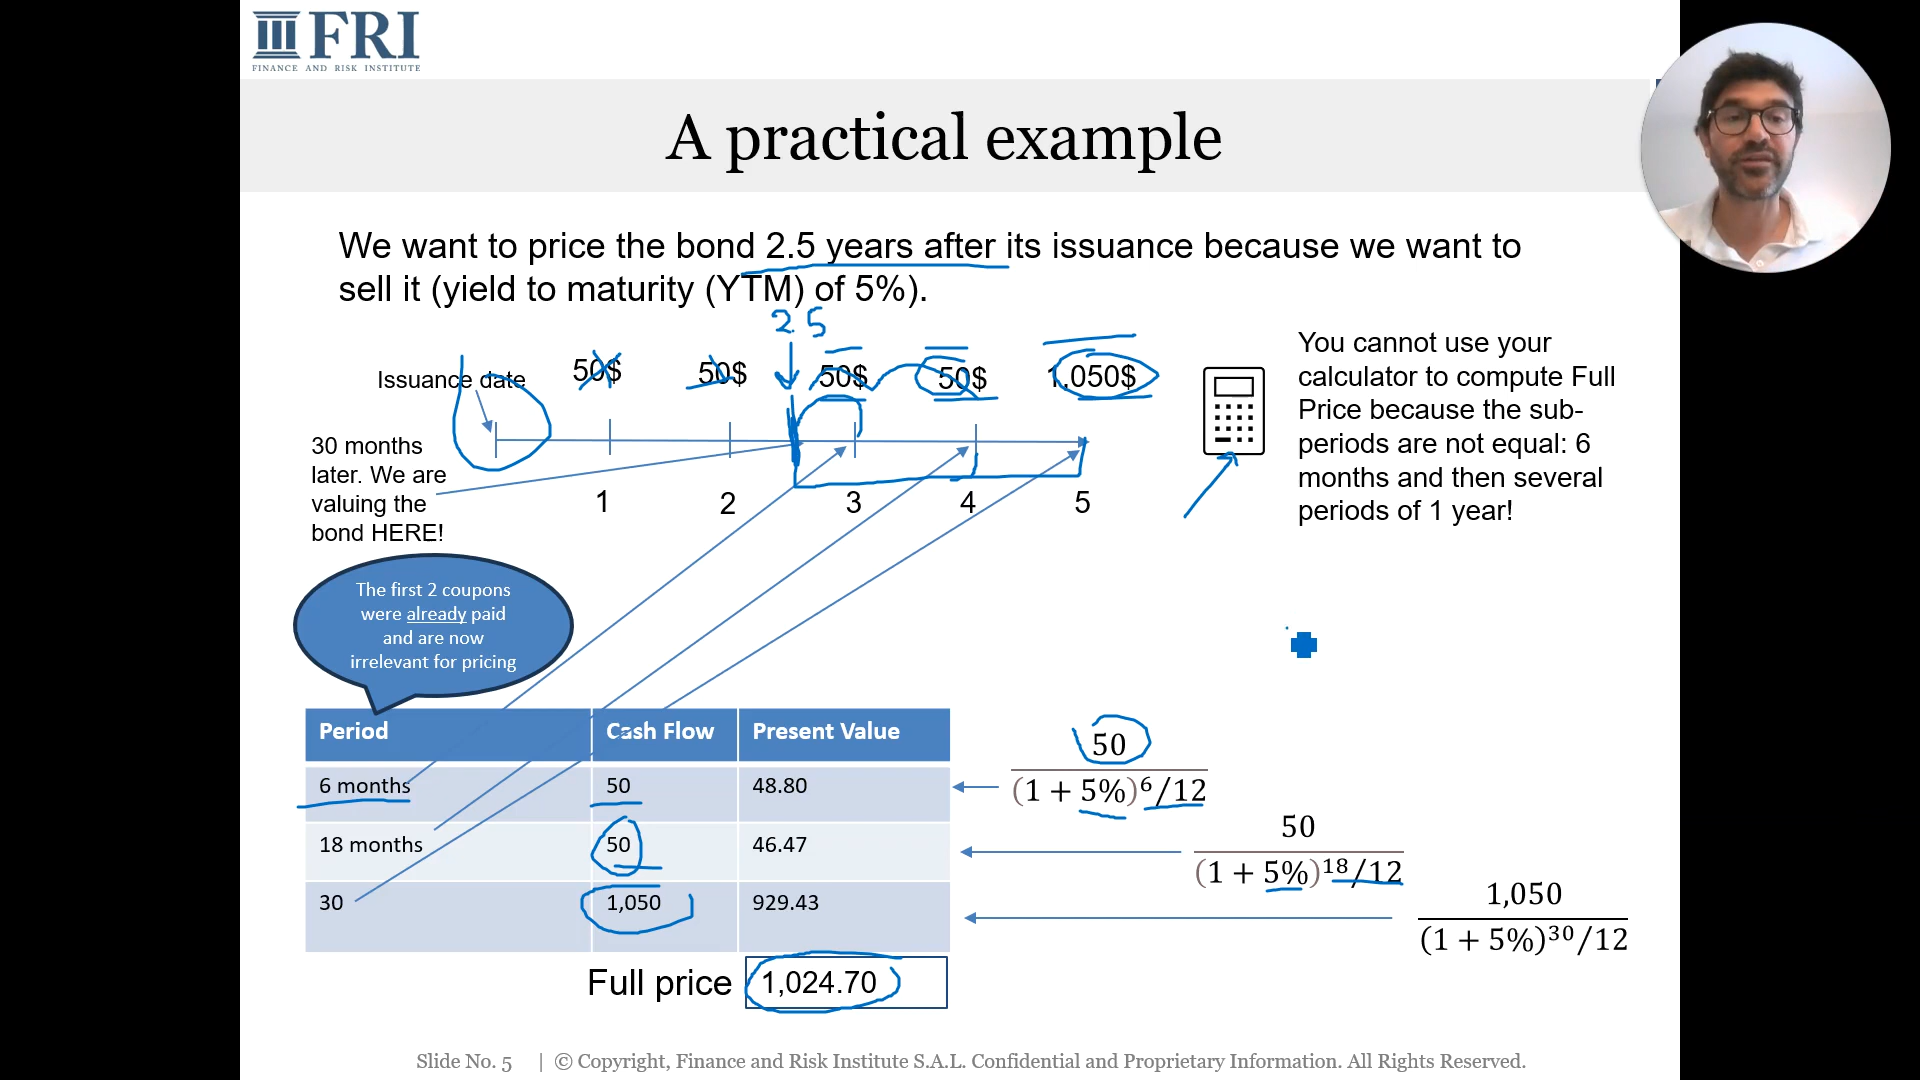 FRI
FINANCE AND RISK INSTITUTE
A practical example
We want to price the bond 2.5 years after its issuance because we want to
sell it (yield to maturity (YTM) of 5%).
2.5
Issuance date
50$
50$
50$
50$
1,050$
30 months
later. We are
valuing the
bond HERE!
1
2
3
4
5
You cannot use your
calculator to compute Full
Price because the sub-
periods are not equal: 6
months and then several
periods of 1 year!
The first 2 coupons
were already paid
and are now
irrelevant for pricing
Period Cash Flow Present Value
6 months 50 48.80
18 months 50 46.47
30 1,050 929.43
Full price 1,024.70
50
(1 + 5%)^6/12
50
(1 + 5%)^18/12
1,050
(1 + 5%)^30/12
Slide No. 5 | © Copyright, Finance and Risk Institute S.A.L. Confidential and Proprietary Information. All Rights Reserved.